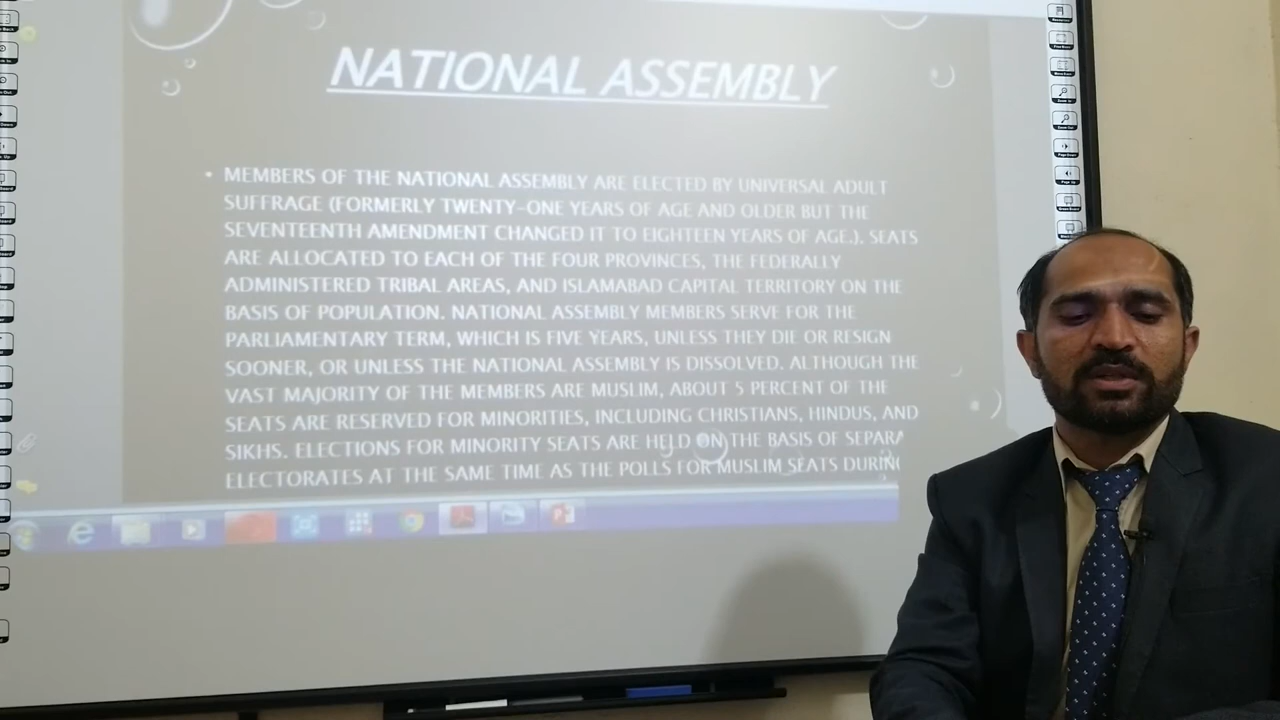 NATIONAL ASSEMBLY
• MEMBERS OF THE NATIONAL ASSEMBLY ARE ELECTED BY UNIVERSAL ADULT
SUFFRAGE (FORMERLY TWENTY-ONE YEARS OF AGE AND OLDER BUT THE
SEVENTEENTH AMENDMENT CHANGED IT TO EIGHTEEN YEARS OF AGE.). SEATS
ARE ALLOCATED TO EACH OF THE FOUR PROVINCES, THE FEDERALLY
ADMINISTERED TRIBAL AREAS, AND ISLAMABAD CAPITAL TERRITORY ON THE
BASIS OF POPULATION. NATIONAL ASSEMBLY MEMBERS SERVE FOR THE
PARLIAMENTARY TERM, WHICH IS FIVE YEARS, UNLESS THEY DIE OR RESIGN
SOONER, OR UNLESS THE NATIONAL ASSEMBLY IS DISSOLVED. ALTHOUGH THE
VAST MAJORITY OF THE MEMBERS ARE MUSLIM, ABOUT 5 PERCENT OF THE
SEATS ARE RESERVED FOR MINORITIES, INCLUDING CHRISTIANS, HINDUS, AND
SIKHS. ELECTIONS FOR MINORITY SEATS ARE HELD ON THE BASIS OF SEPARA
ELECTORATES AT THE SAME TIME AS THE POLLS FOR MUSLIM SEATS DURING